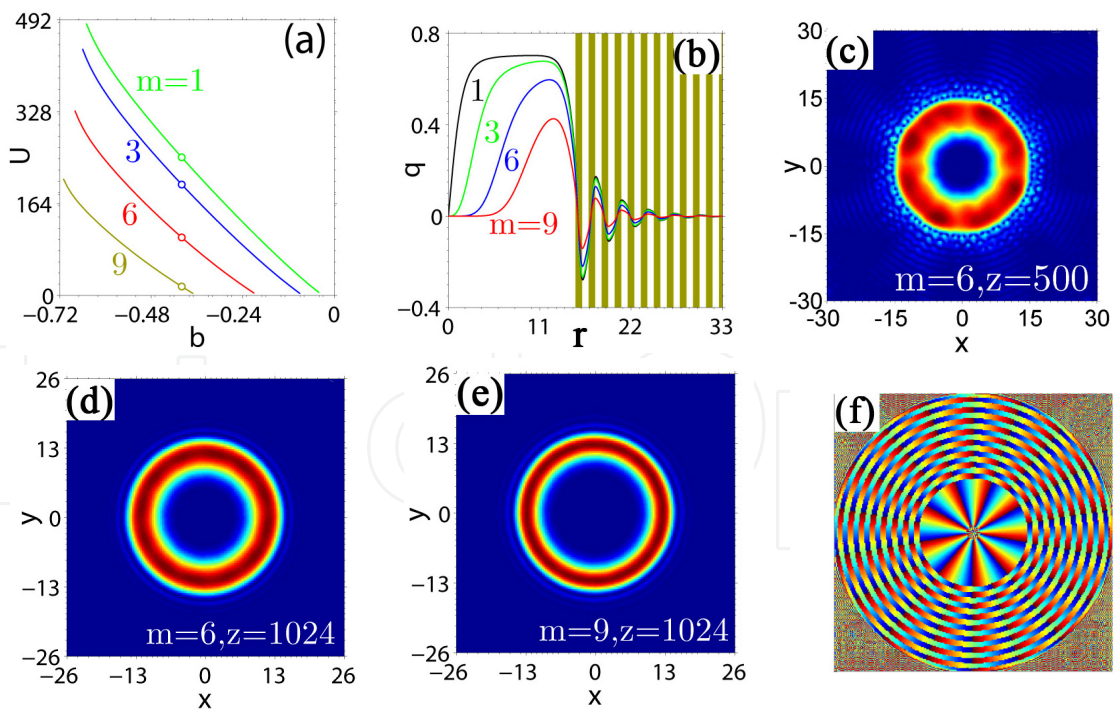 492
328
164
0
U
−0.72
−0.48
−0.24
0
b
(a)
m=1
3
6
9
0.8
0.4
0
−0.4
q
0
11
22
33
r
(b)
1
3
6
m=9
30
15
0
-15
-30
y
-30
-15
0
15
30
x
(c)
m=6,z=500
26
13
0
−13
−26
y
−26
−13
0
13
26
x
(d)
m=6,z=1024
26
13
0
−13
−26
y
−26
−13
0
13
26
x
(e)
m=9,z=1024
(f)